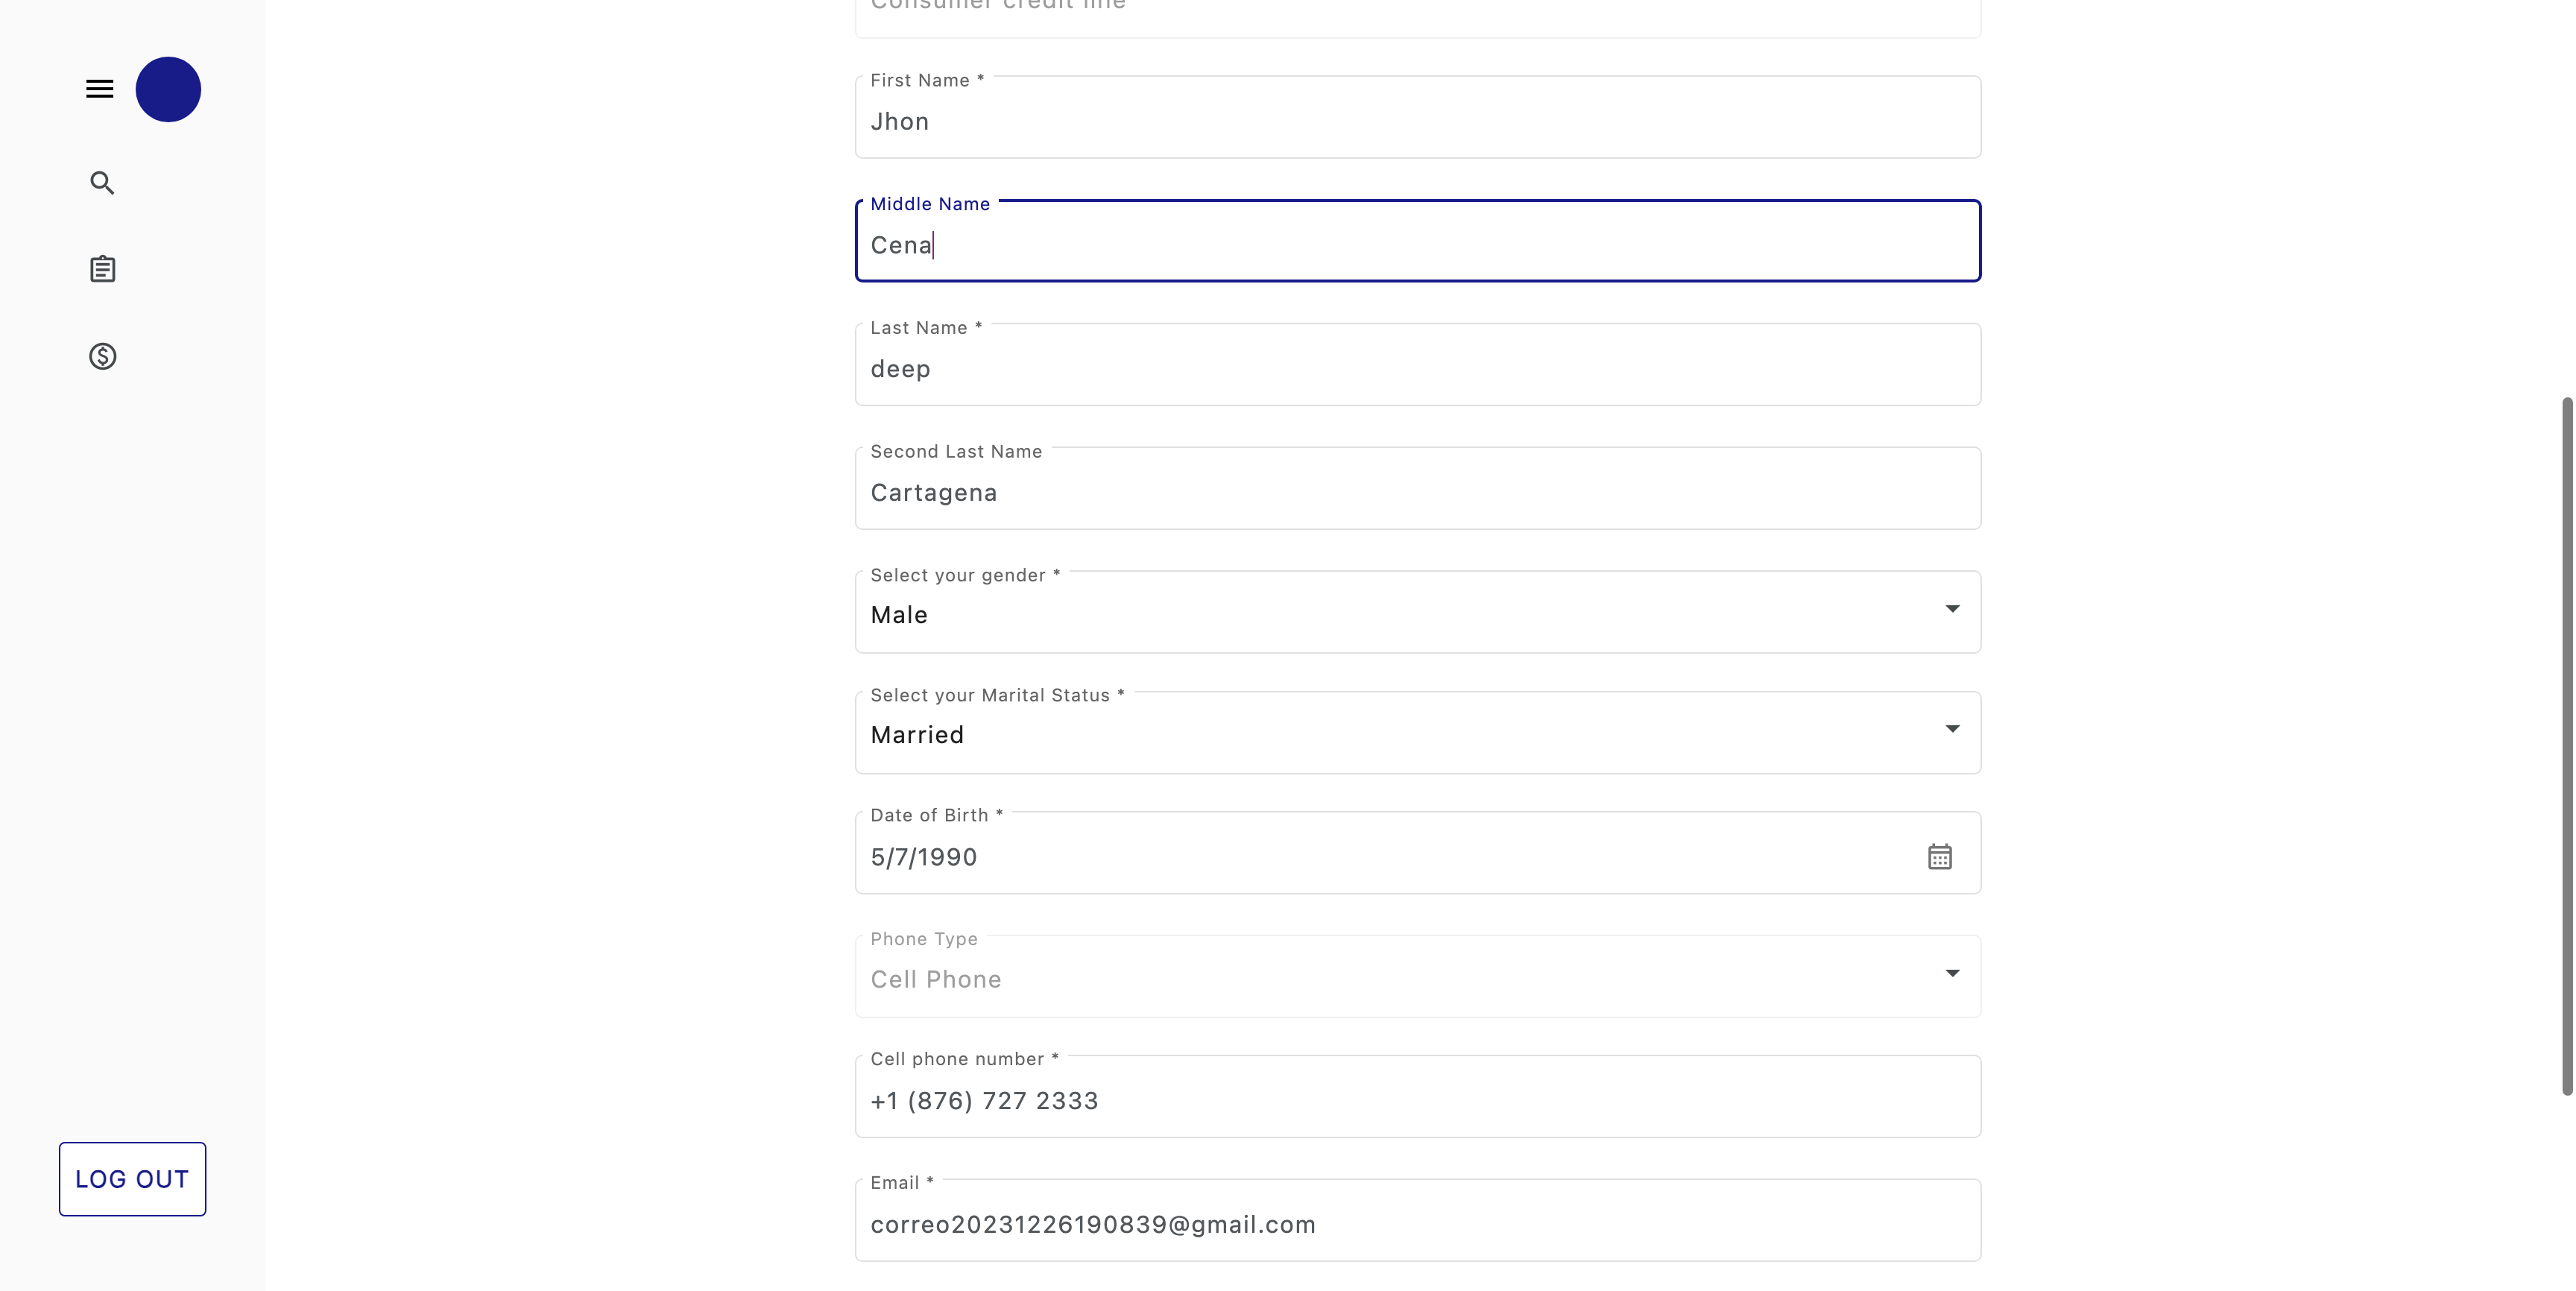 Consumer credit line
First Name *
Jhon
Middle Name
Cena
Last Name *
deep
Second Last Name
Cartagena
Select your gender *
Male
Select your Marital Status *
Married
Date of Birth *
5/7/1990
Phone Type
Cell Phone
Cell phone number *
+1 (876) 727 2333
Email *
correo20231226190839@gmail.com
LOG OUT